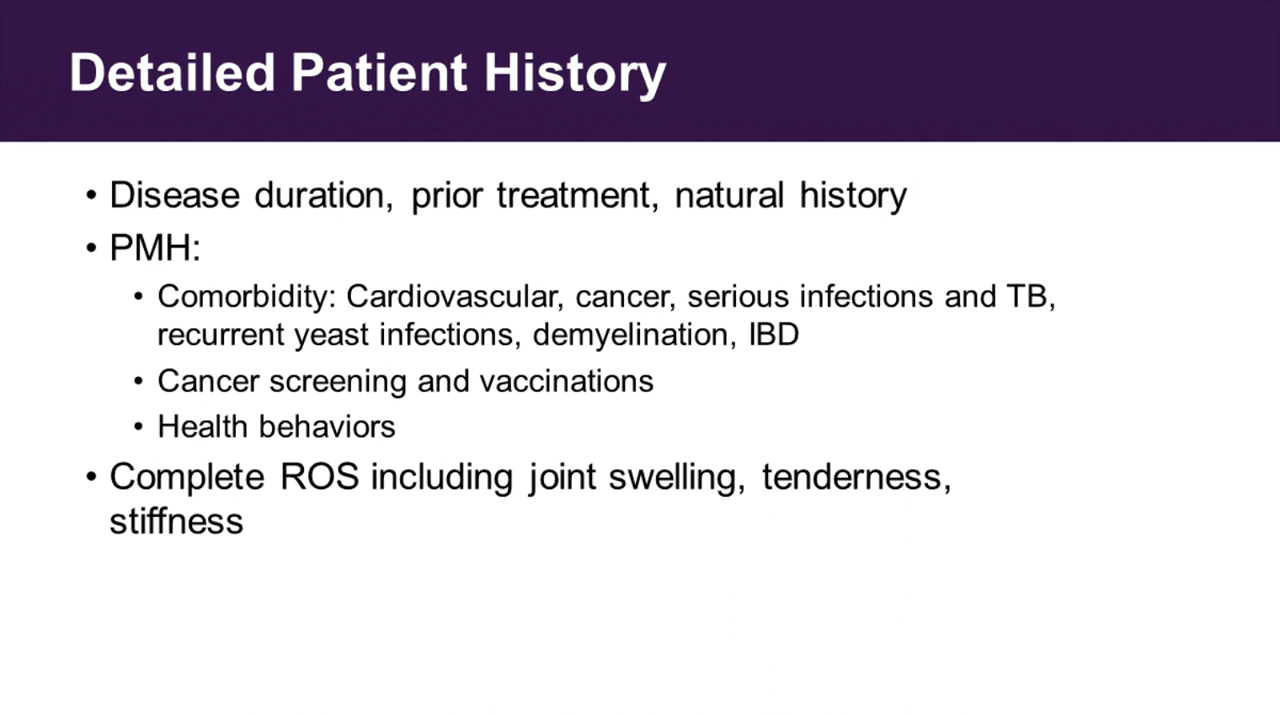 Detailed Patient History
• Disease duration, prior treatment, natural history
• PMH:
• Comorbidity: Cardiovascular, cancer, serious infections and TB,
recurrent yeast infections, demyelination, IBD
• Cancer screening and vaccinations
• Health behaviors
• Complete ROS including joint swelling, tenderness,
stiffness